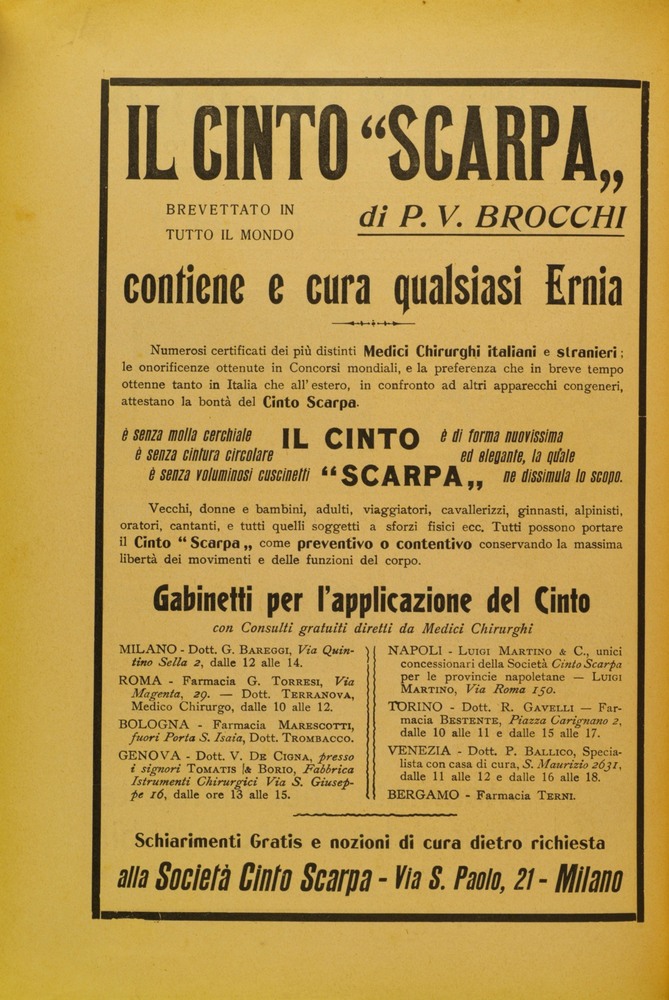 IL CINTO “SCARPA„
BREVETTATO IN
TUTTO IL MONDO
di P. V. BROCCHI
contiene e cura qualsiasi Ernia
Numerosi certificati dei più distinti Medici Chirurghi italiani e stranieri;
le onorificenze ottenute in Concorsi mondiali, e la preferenza che in breve tempo
ottenne tanto in Italia che all'estero, in confronto ad altri apparecchi congeneri,
attestano la bontà del Cinto Scarpa.
è senza molla cerchiale
è senza cintura circolare
è senza voluminosi cuscinetti
IL CINTO
“SCARPA„
è di forma nuovissima
ed elegante, la quale
ne dissimula lo scopo.
Vecchi, donne e bambini, adulti, viaggiatori, cavallerizzi, ginnasti, alpinisti,
oratori, cantanti, e tutti quelli soggetti a sforzi fisici ecc. Tutti possono portare
il Cinto “Scarpa„ come preventivo o contentivo conservando la massima
libertà dei movimenti e delle funzioni del corpo.
Gabinetti per l'applicazione del Cinto
con Consulti gratuiti diretti da Medici Chirurghi
MILANO - Dott. G. BAREGGI, Via Quin-
tino Sella 2, dalle 12 alle 14.
ROMA - Farmacia G. TORRESI, Via
Magenta, 29. — Dott. TERRANOVA,
Medico Chirurgo, dalle 10 alle 12.
BOLOGNA - Farmacia MARESCOTTI,
fuori Porta S. Isaia, Dott. TROMBACCO.
GENOVA - Dott. V. DE CIGNA, presso
i signori TOMATIS & BORIO, Fabbrica
Istrumenti Chirurgici Via S. Giusep-
pe 16, dalle ore 13 alle 15.
NAPOLI - LUIGI MARTINO & C., unici
concessionari della Società Cinto Scarpa
per le provincie napoletane — LUIGI
MARTINO, Via Roma 150.
TORINO - Dott. R. GAVELLI — Far-
macia BESTENTE, Piazza Carignano 2,
dalle 10 alle 11 e dalle 15 alle 17.
VENEZIA - Dott. P. BALLICO, Specia-
lista con casa di cura, S. Maurizio 2631,
dalle 11 alle 12 e dalle 16 alle 18.
BERGAMO - Farmacia TERNI.
Schiarimenti Gratis e nozioni di cura dietro richiesta
alla Società Cinto Scarpa - Via S. Paolo, 21 - Milano